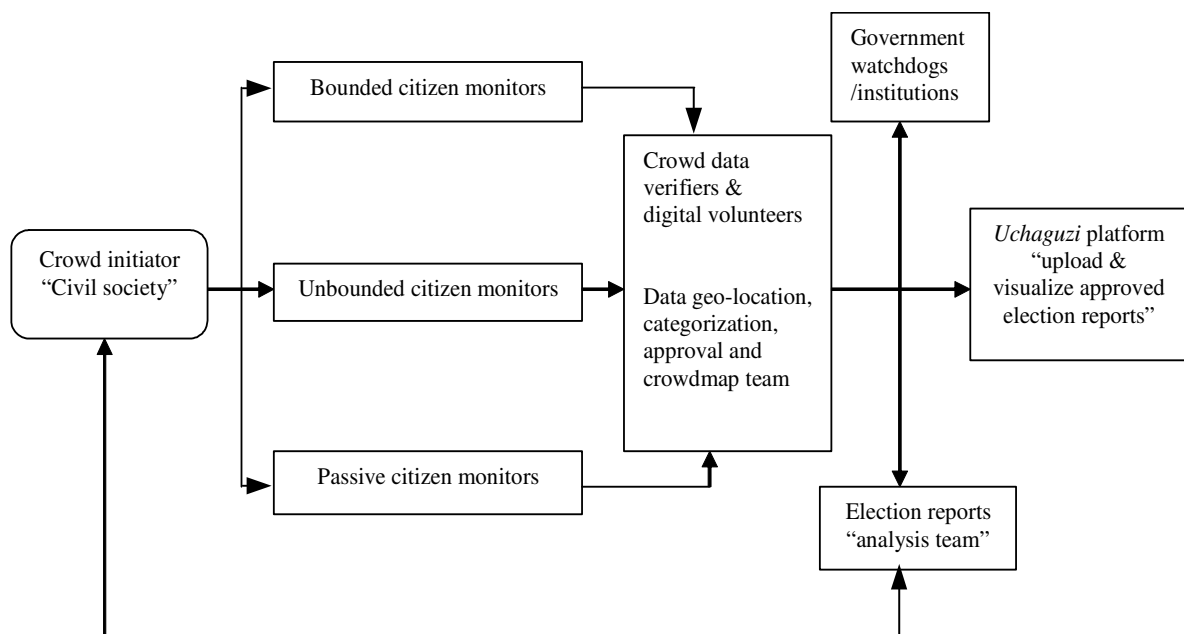 Government
watchdogs
/institutions
Bounded citizen monitors
Crowd data
verifiers &
digital volunteers
Crowd initiator
“Civil society”
Unbounded citizen monitors
Data geo-location,
categorization,
approval and
crowdmap team
Uchaguzi platform
“upload &
visualize approved
election reports”
Passive citizen monitors
Election reports
“analysis team”